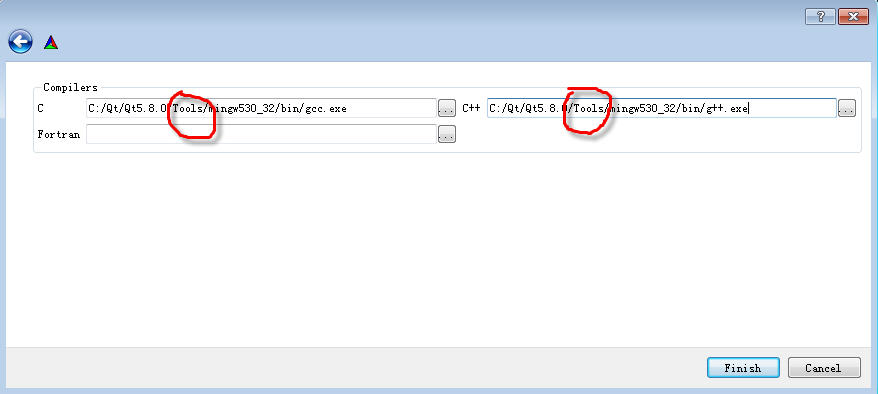 Compilers
C C:/Qt/Qt5.8.0/Tools/mingw530_32/bin/gcc.exe ... C++ C:/Qt/Qt5.8.0/Tools/mingw530_32/bin/g++.exe ...
Fortran ...
Finish Cancel